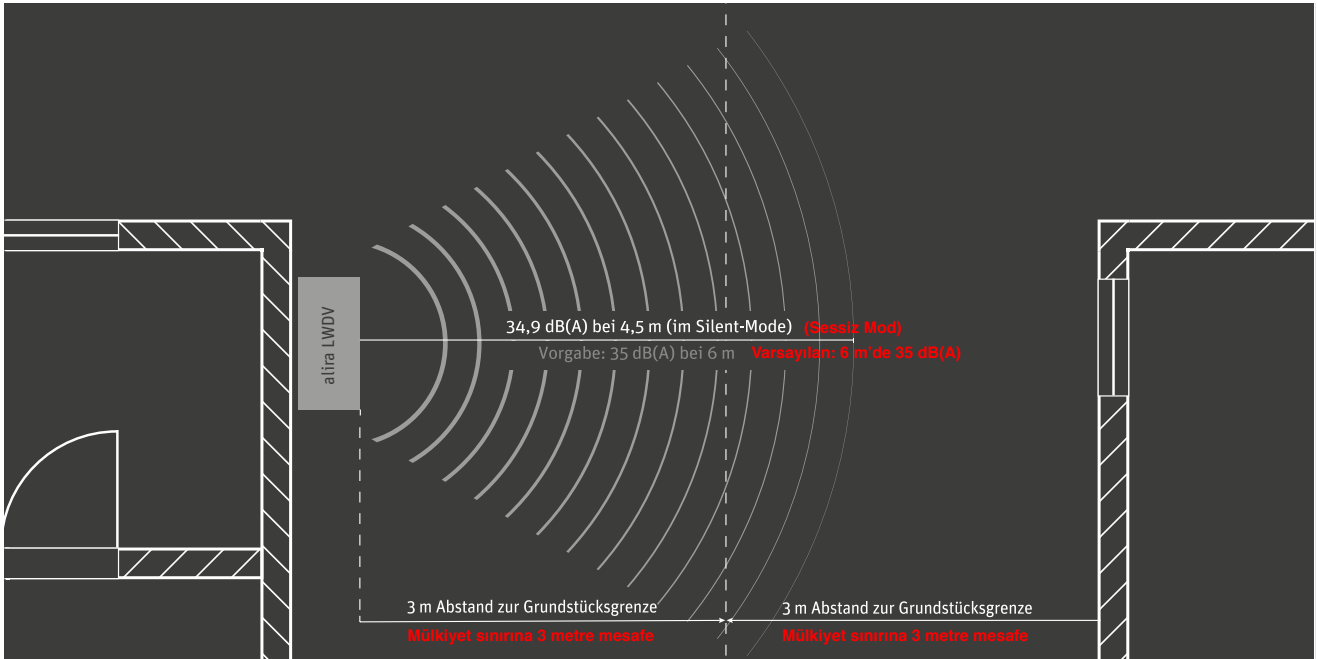 alira LWDV
34,9 dB(A) bei 4,5 m (im Silent-Mode) (Sessiz Mod)
Vorgabe: 35 dB(A) bei 6 m Varsayılan: 6 m'de 35 dB(A)
3 m Abstand zur Grundstücksgrenze 3 m Abstand zur Grundstücksgrenze
Mülkiyet sınırına 3 metre mesafe Mülkiyet sınırına 3 metre mesafe